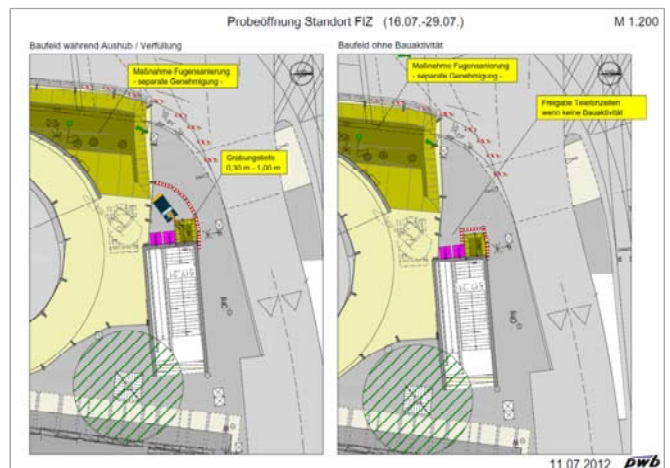 Probeöffnung Standort FIZ (16.07.-29.07.)
M 1.200
Baufeld während Aushub / Verfüllung
Maßnahme Fugensanierung
- separate Genehmigung -
Grabungstiefe
0,30 m - 1,00 m
Baufeld ohne Bauaktivität
Maßnahme Fugensanierung
- separate Genehmigung -
Freigabe Telefonzellen
wenn keine Bauaktivität
11.07.2012
pwb